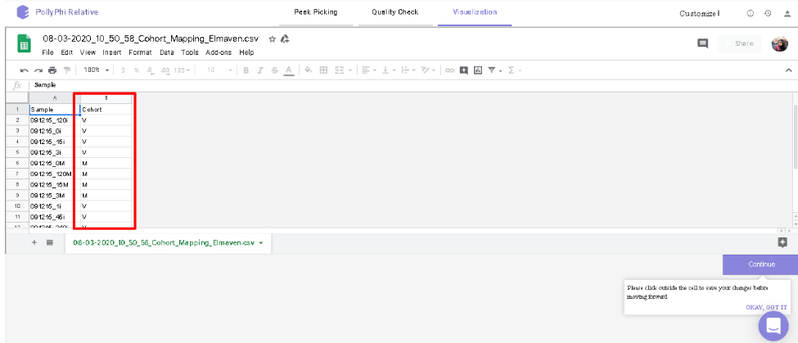 PollyPhi Relative
Peak Picking
Quality Check
Visualization
Customize !
08-03-2020_10_50_58_Cohort_Mapping_Elmaven.csv
File Edit View Insert Format Data Tools Add-ons Help
Share
100% $ % .0 .00 123 10 B I S A
fx Sample
A B
1 Sample Cohort
2 091215_120i V
3 091215_0i V
4 091215_15i V
5 091215_3i V
6 091215_0M M
7 091215_120M M
8 091215_15M M
9 091215_3M M
10 091215_1i V
11 091215_45i V
08-03-2020_10_50_58_Cohort_Mapping_Elmaven.csv
Continue
Please click outside the cell to save your changes before
moving forward
OKAY, GOT IT